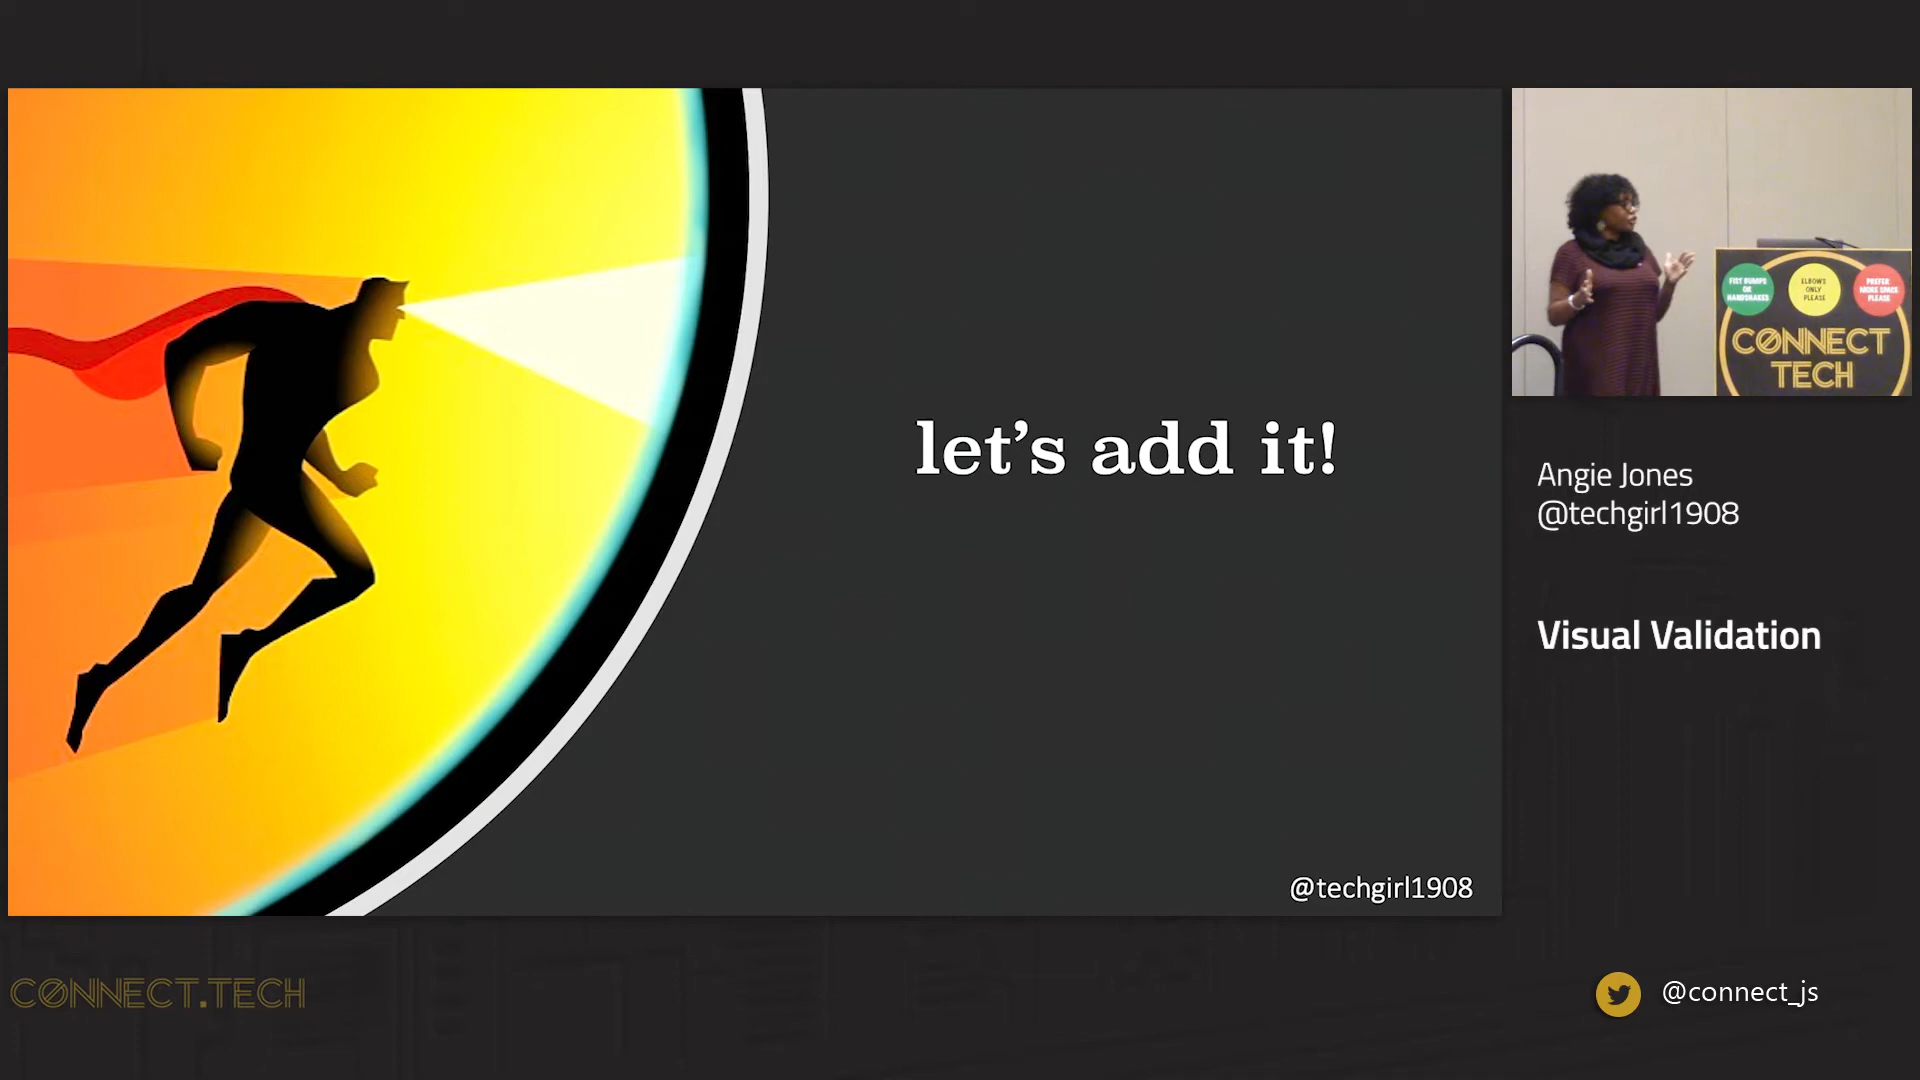 let's add it!
@techgirl1908
FIST BUMPS
OR
HANDSHAKES
ELBOWS
ONLY
PLEASE
PREFER
MORE SPACE
PLEASE
CONNECT
TECH
Angie Jones
@techgirl1908
Visual Validation
CONNECT.TECH
@connect_js